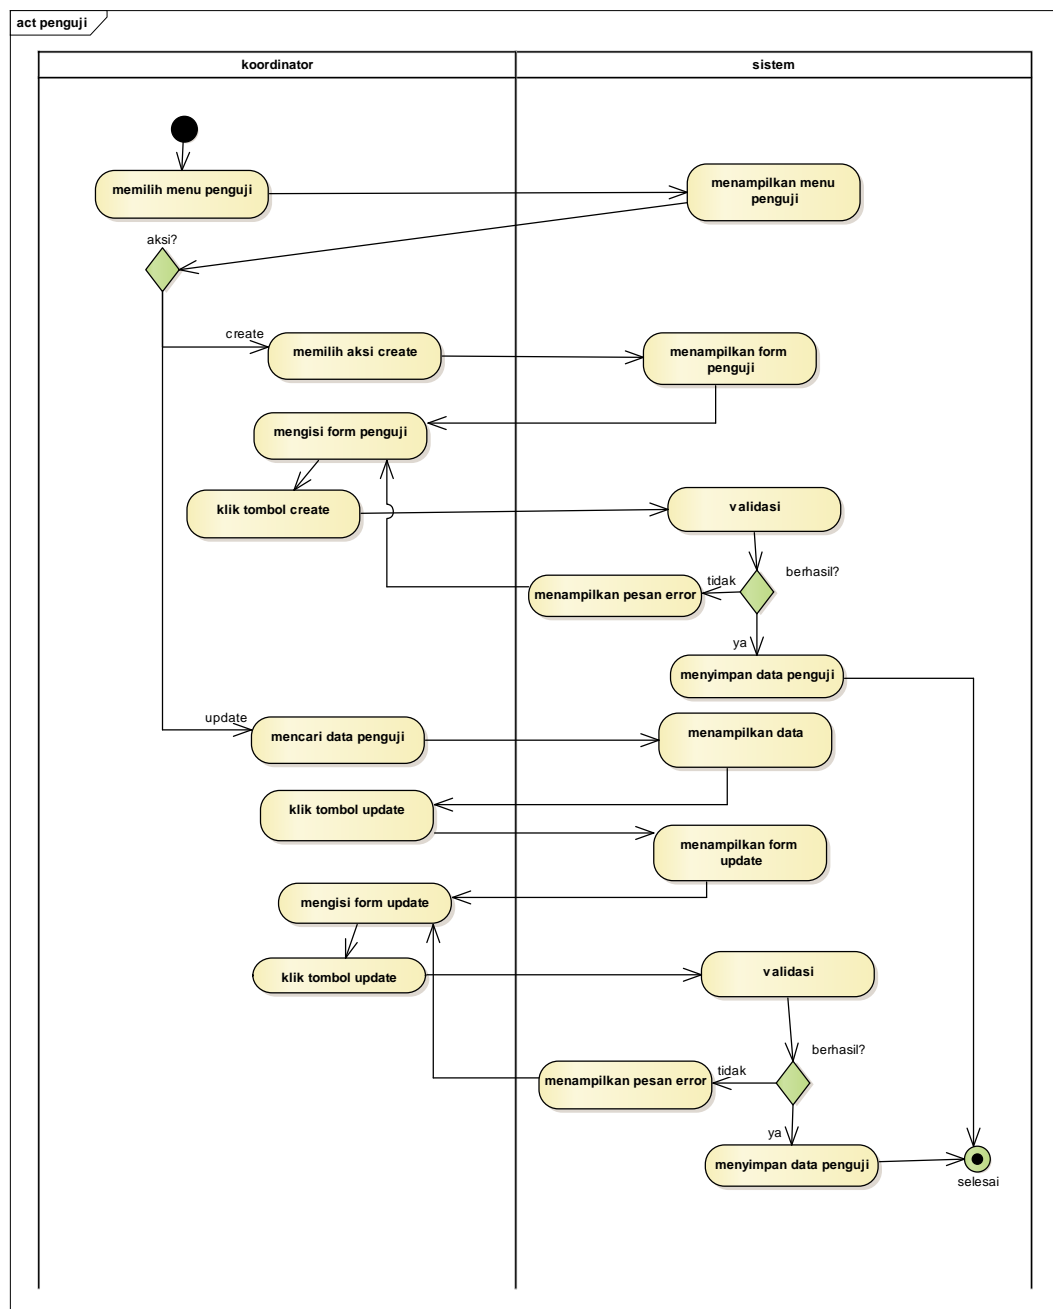 act penguji
koordinator
sistem
memilih menu penguji
menampilkan menu
penguji
aksi?
create
memilih aksi create
menampilkan form
penguji
mengisi form penguji
klik tombol create
validasi
berhasil?
tidak
menampilkan pesan error
ya
menyimpan data penguji
update
mencari data penguji
menampilkan data
klik tombol update
menampilkan form
update
mengisi form update
klik tombol update
validasi
berhasil?
tidak
menampilkan pesan error
ya
menyimpan data penguji
selesai